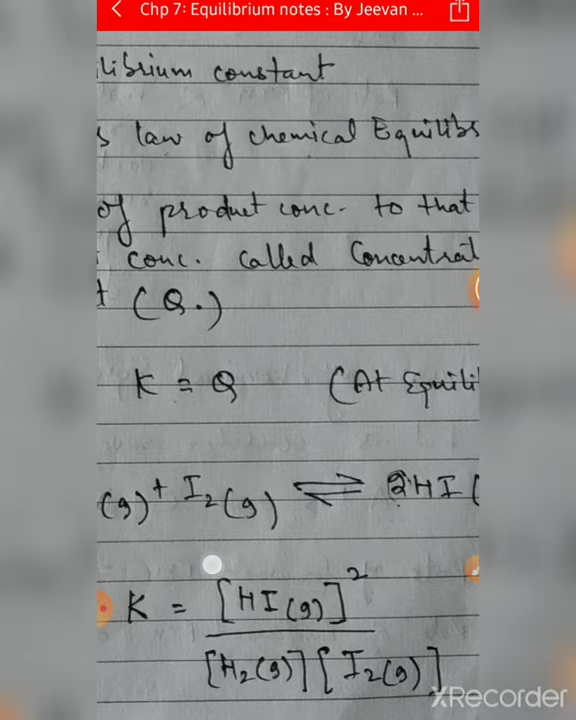 Chp 7: Equilibrium notes : By Jeevan ...
librium constant
s law of chemical Equilib
of product conc. to that
conc. called Concentrat
t (Q.)
K = Q (At Equili
(g) + I₂(g) ⇌ 2HI(
K = [HI(g)]²
[H₂(g)][I₂(g)]
XRecorder